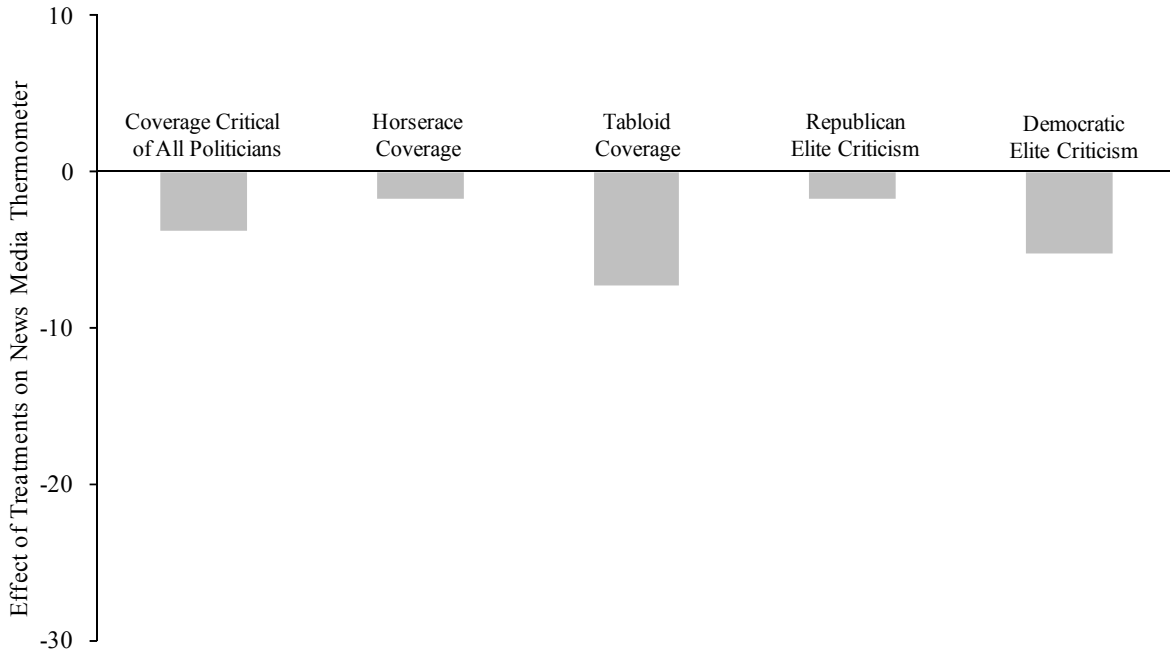 10
Coverage Critical
of All Politicians
Horserace
Coverage
Tabloid
Coverage
Republican
Elite Criticism
Democratic
Elite Criticism
0
-10
-20
-30
Effect of Treatments on News Media Thermometer